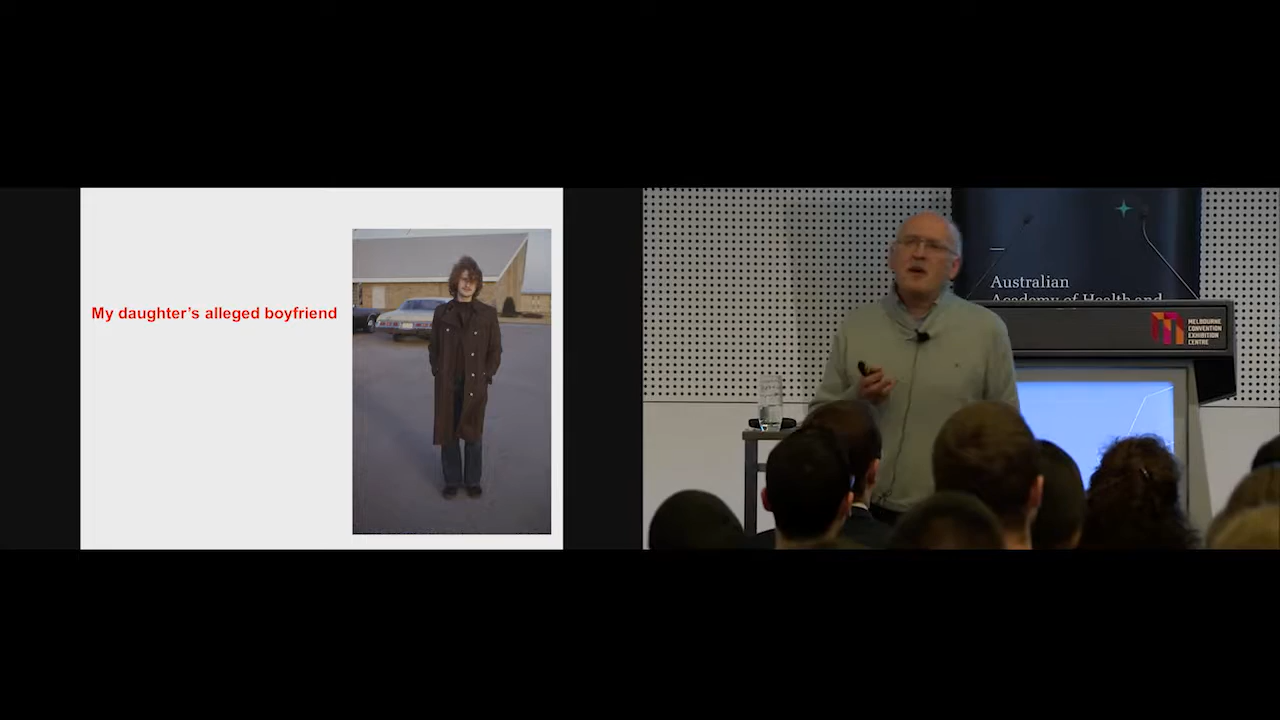 My daughter's alleged boyfriend
Australian
Academy of Health and
MELBOURNE
CONVENTION
EXHIBITION
CENTRE